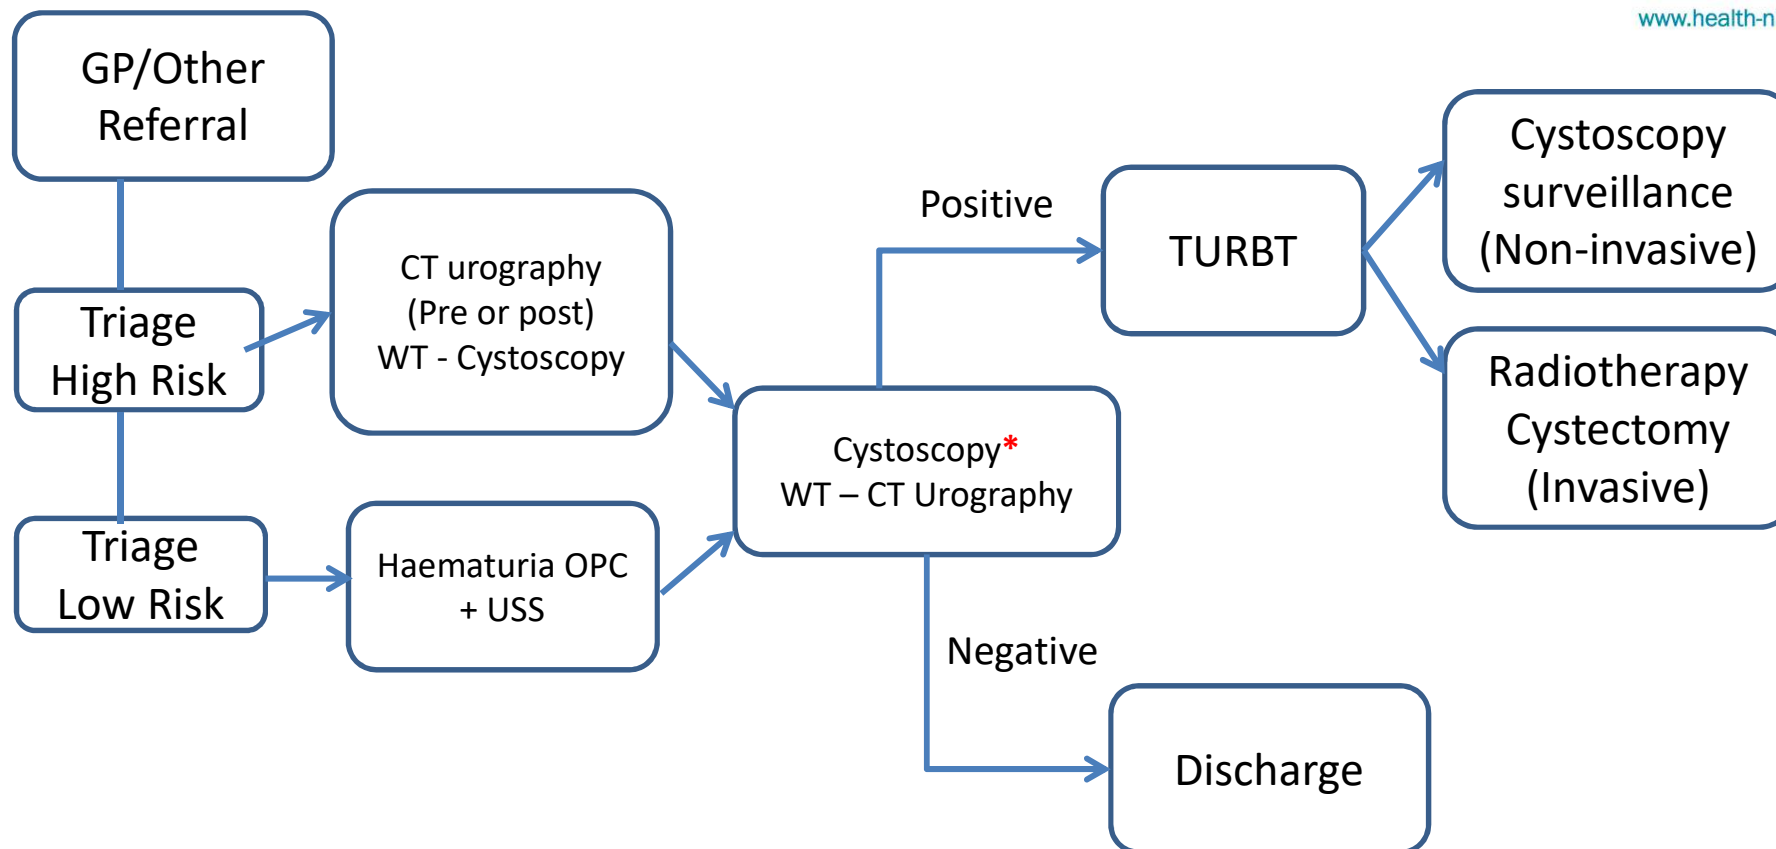 www.health-n
GP/Other
Referral
Triage
High Risk
Triage
Low Risk
CT urography
(Pre or post)
WT - Cystoscopy
Haematuria OPC
+ USS
Cystoscopy*
WT – CT Urography
Positive
Negative
TURBT
Discharge
Cystoscopy
surveillance
(Non-invasive)
Radiotherapy
Cystectomy
(Invasive)